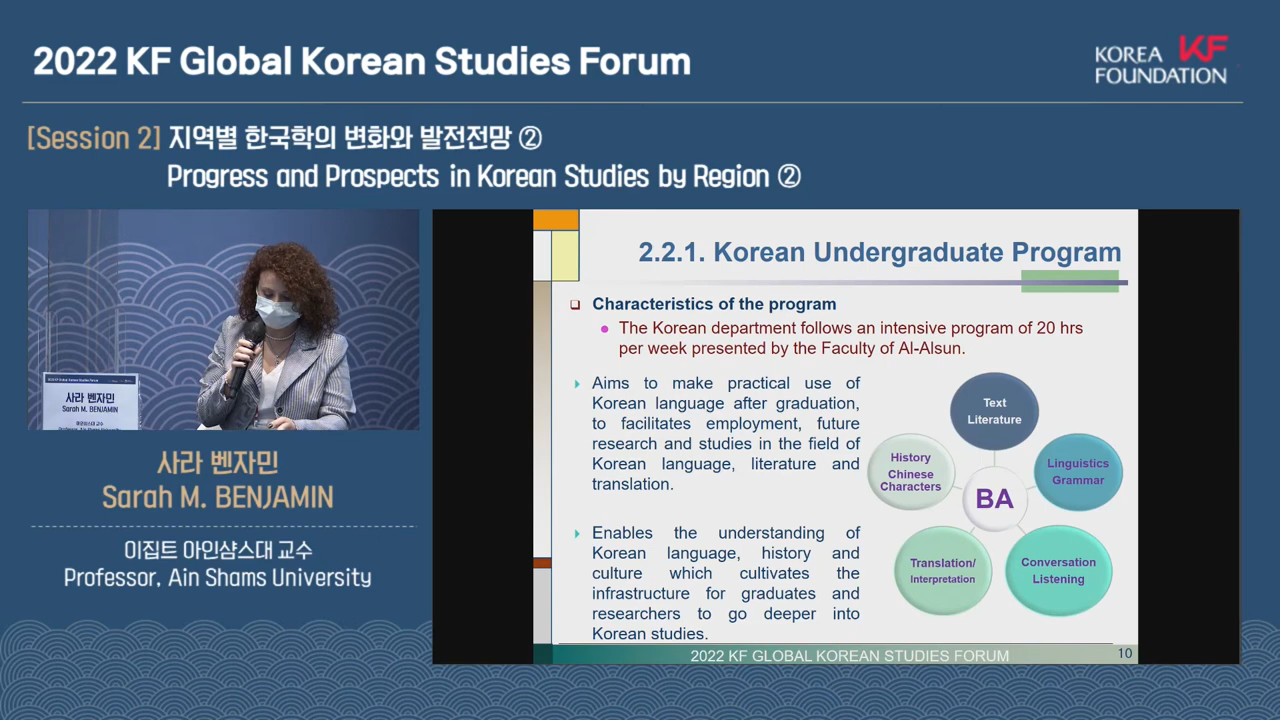 2022 KF Global Korean Studies Forum
KOREA KF
FOUNDATION
[Session 2] 지역별 한국학의 변화와 발전전망 ②
Progress and Prospects in Korean Studies by Region ②
사라 벤자민
Sarah M. BENJAMIN
사라 벤자민
Sarah M. BENJAMIN
이집트 아인샴스대 교수
Professor, Ain Shams University
2.2.1. Korean Undergraduate Program
Characteristics of the program
The Korean department follows an intensive program of 20 hrs
per week presented by the Faculty of Al-Alsun.
Aims to make practical use of
Korean language after graduation,
to facilitates employment, future
research and studies in the field of
Korean language, literature and
translation.
Enables the understanding of
Korean language, history and
culture which cultivates the
infrastructure for graduates and
researchers to go deeper into
Korean studies.
Text
Literature
History
Chinese
Characters
Linguistics
Grammar
BA
Translation/
Interpretation
Conversation
Listening
2022 KF GLOBAL KOREAN STUDIES FORUM
10